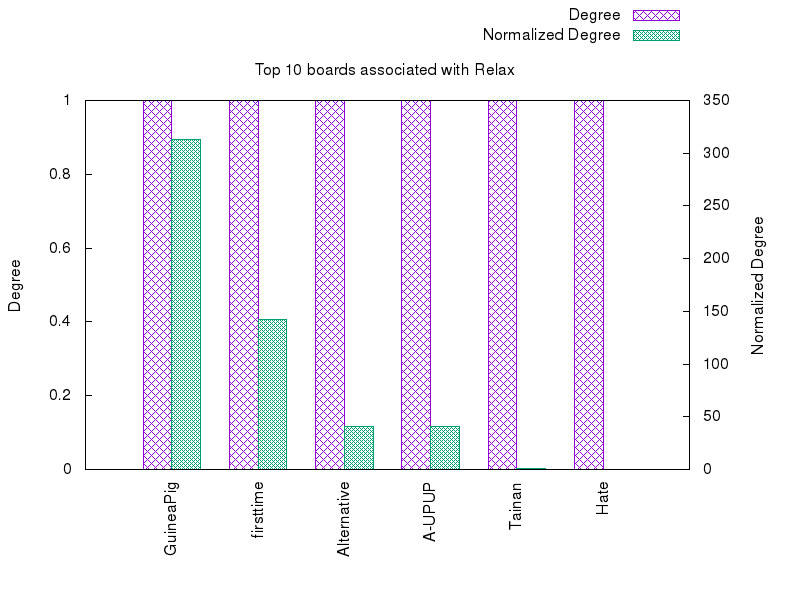 Degree
Normalized Degree
Top 10 boards associated with Relax
1
0.8
0.6
0.4
0.2
0
350
300
250
200
150
100
50
0
Degree
Normalized Degree
GuineaPig
firsttime
Alternative
A-UPUP
Tainan
Hate